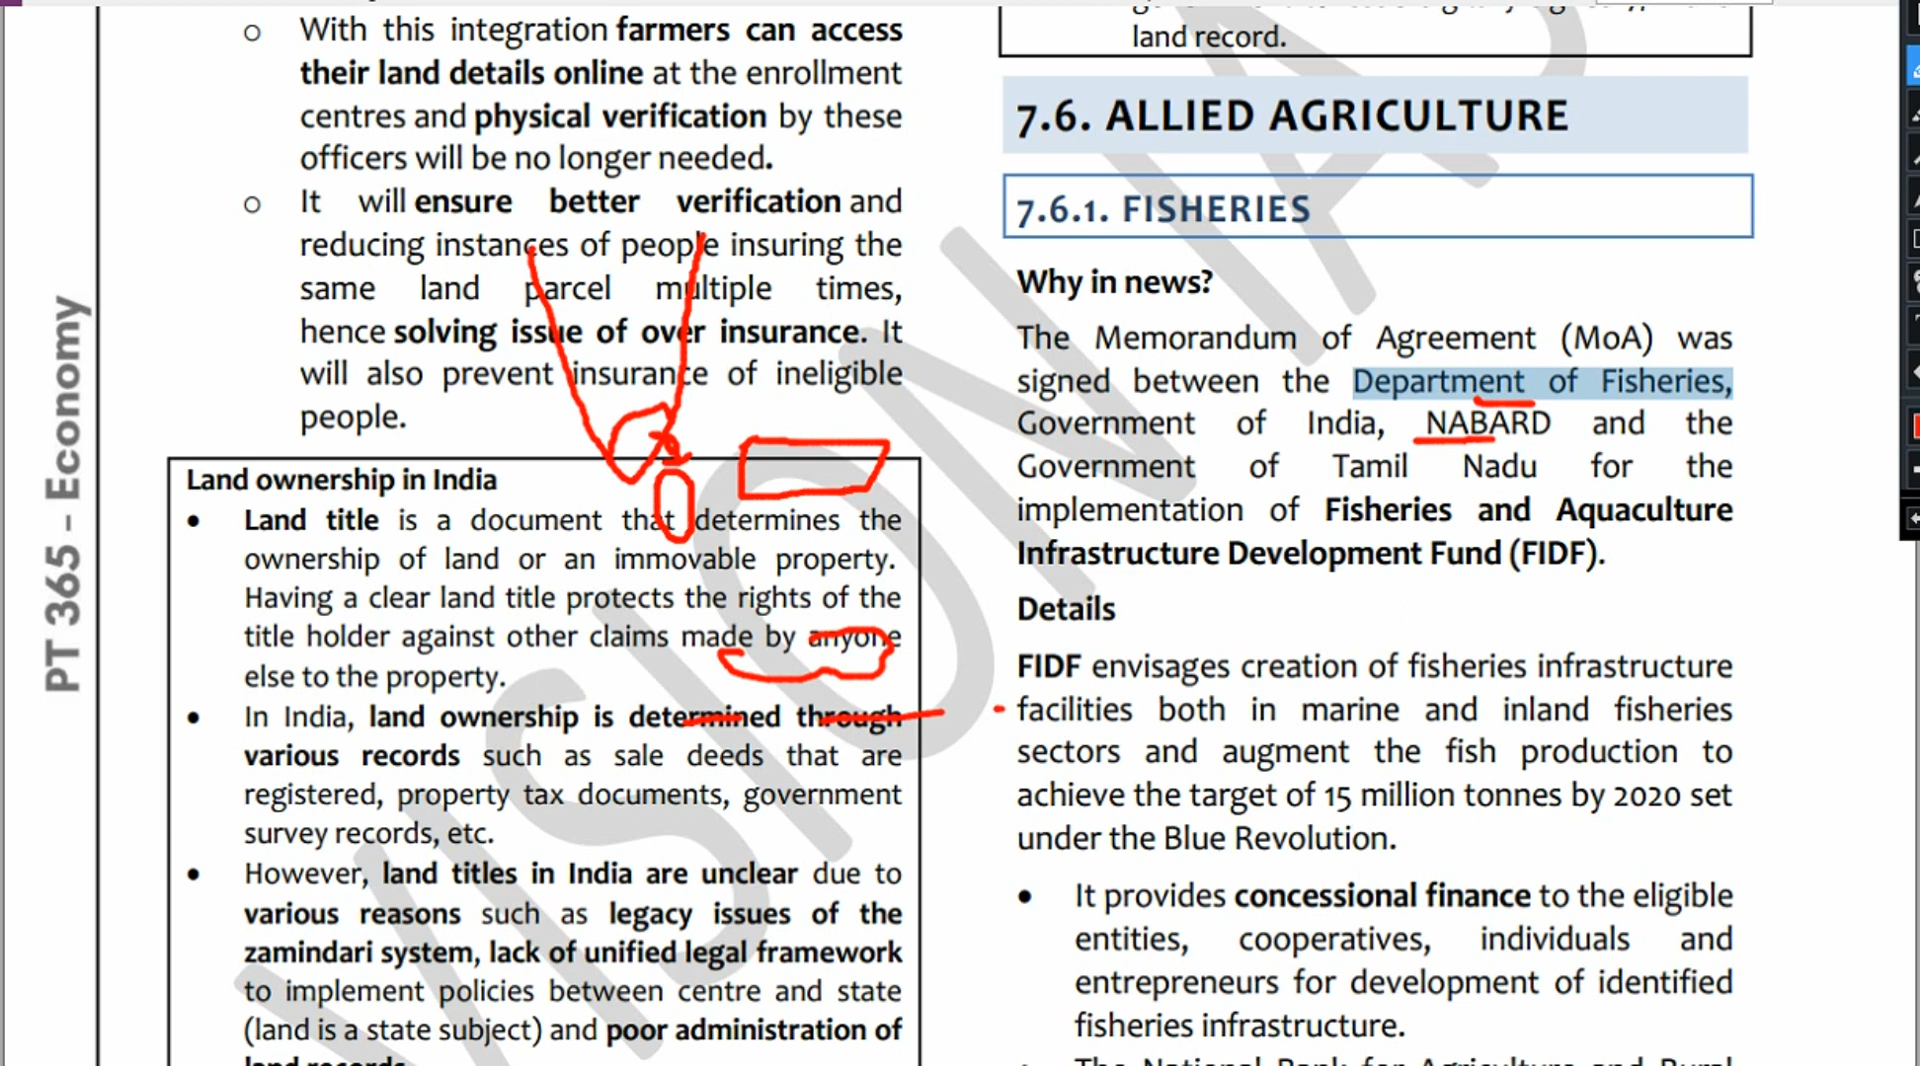 With this integration farmers can access
their land details online at the enrollment
centres and physical verification by these
officers will be no longer needed.
It will ensure better verification and
reducing instances of people insuring the
same land parcel multiple times,
hence solving issue of over insurance. It
will also prevent insurance of ineligible
people.
Land ownership in India
Land title is a document that determines the
ownership of land or an immovable property.
Having a clear land title protects the rights of the
title holder against other claims made by anyone
else to the property.
In India, land ownership is determined through
various records such as sale deeds that are
registered, property tax documents, government
survey records, etc.
However, land titles in India are unclear due to
various reasons such as legacy issues of the
zamindari system, lack of unified legal framework
to implement policies between centre and state
(land is a state subject) and poor administration of
land records
land record.
7.6. ALLIED AGRICULTURE
7.6.1. FISHERIES
Why in news?
The Memorandum of Agreement (MoA) was
signed between the Department of Fisheries,
Government of India, NABARD and the
Government of Tamil Nadu for the
implementation of Fisheries and Aquaculture
Infrastructure Development Fund (FIDF).
Details
FIDF envisages creation of fisheries infrastructure
facilities both in marine and inland fisheries
sectors and augment the fish production to
achieve the target of 15 million tonnes by 2020 set
under the Blue Revolution.
It provides concessional finance to the eligible
entities, cooperatives, individuals and
entrepreneurs for development of identified
fisheries infrastructure.
The National Bank for Agriculture and Rural
PT 365 – Economy
VISION IAS